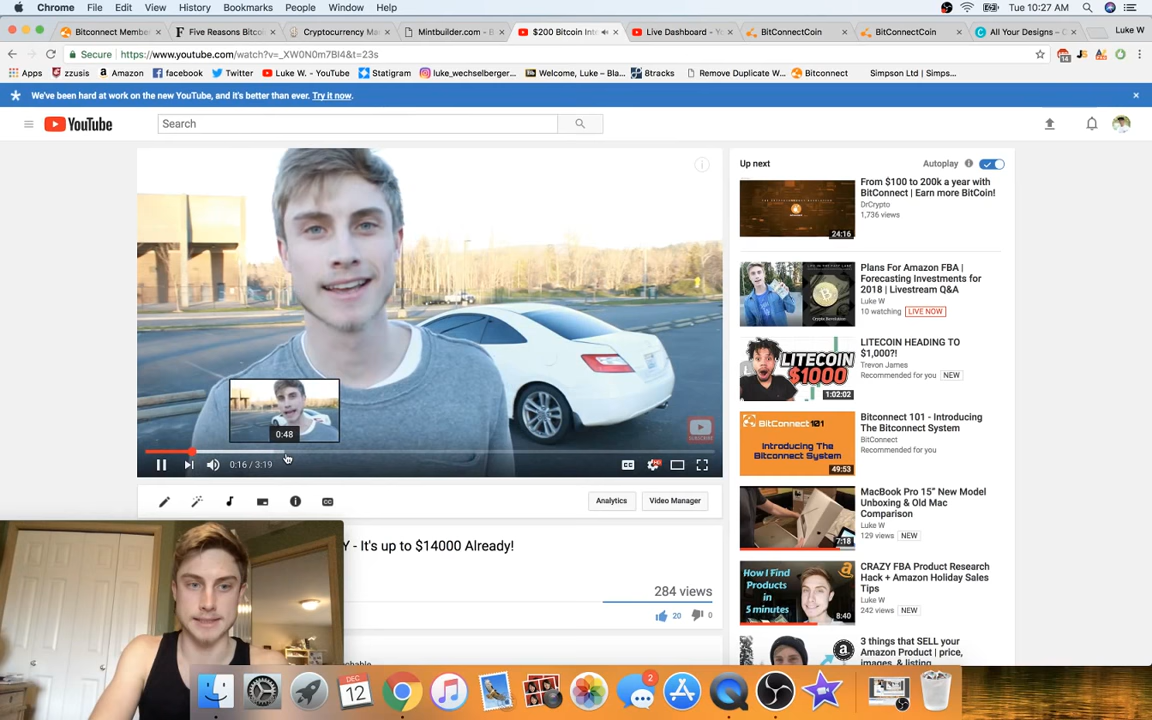 Chrome File Edit View History Bookmarks People Window Help Tue 10:27 AM
Bitconnect Memb Five Reasons Bitcoi Cryptocurrency Ma Mintbuilder.com - B $200 Bitcoin Int Live Dashboard - Yo BitConnectCoin BitConnectCoin All Your Designs - C Luke W
Secure https://www.youtube.com/watch?v=_XW0N0m7BI4&t=23s
Apps zzusis Amazon facebook Twitter Luke W. - YouTube Statigram luke_wechselberger... Welcome, Luke – Bla... Btracks Remove Duplicate W... Bitconnect Simpson Ltd | Simps...
We've been hard at work on the new YouTube, and it's better than ever. Try it now.
YouTube
Search
Up next
Autoplay
From $100 to 200k a year with
BitConnect | Earn more BitCoin!
DrCrypto
1,736 views
24:16
Plans For Amazon FBA |
Forecasting Investments for
2018 | Livestream Q&A
Luke W
10 watching LIVE NOW
LITECOIN HEADING TO
$1,000?!
Trevon James
Recommended for you NEW
LITECOIN
$1000
1:02:02
Bitconnect 101 - Introducing
The Bitconnect System
BitConnect
Recommended for you
BitConnect 101
Introducing The
Bitconnect System
49:53
MacBook Pro 15" New Model
Unboxing & Old Mac
Comparison
Luke W
129 views NEW
7:18
CRAZY FBA Product Research
Hack + Amazon Holiday Sales
Tips
Luke W
242 views NEW
How I Find
Products in
5 minutes
8:40
3 things that SELL your
Amazon Product | price,
images, & listing
0:48
0:16 / 3:19
SUBSCRIBE
CC
Analytics Video Manager
Y - It's up to $14000 Already!
284 views
20 0
DEC
12
2